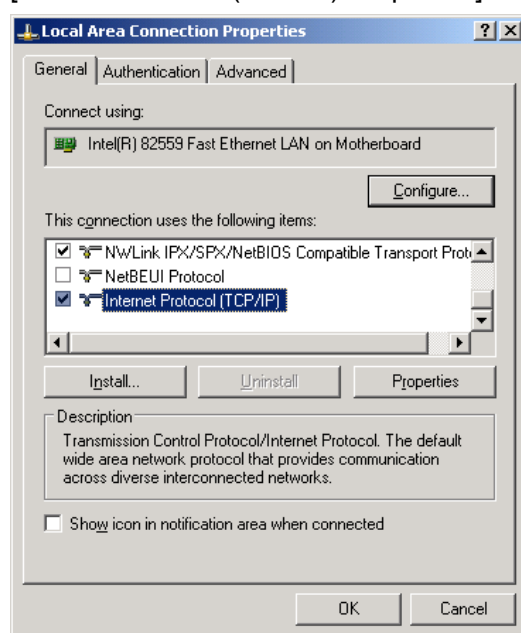 Local Area Connection Properties
General Authentication Advanced
Connect using:
Intel(R) 82559 Fast Ethernet LAN on Motherboard
Configure...
This connection uses the following items:
NWLink IPX/SPX/NetBIOS Compatible Transport Prot
NetBEUI Protocol
Internet Protocol (TCP/IP)
Install... Uninstall Properties
Description
Transmission Control Protocol/Internet Protocol. The default
wide area network protocol that provides communication
across diverse interconnected networks.
Show icon in notification area when connected
OK Cancel